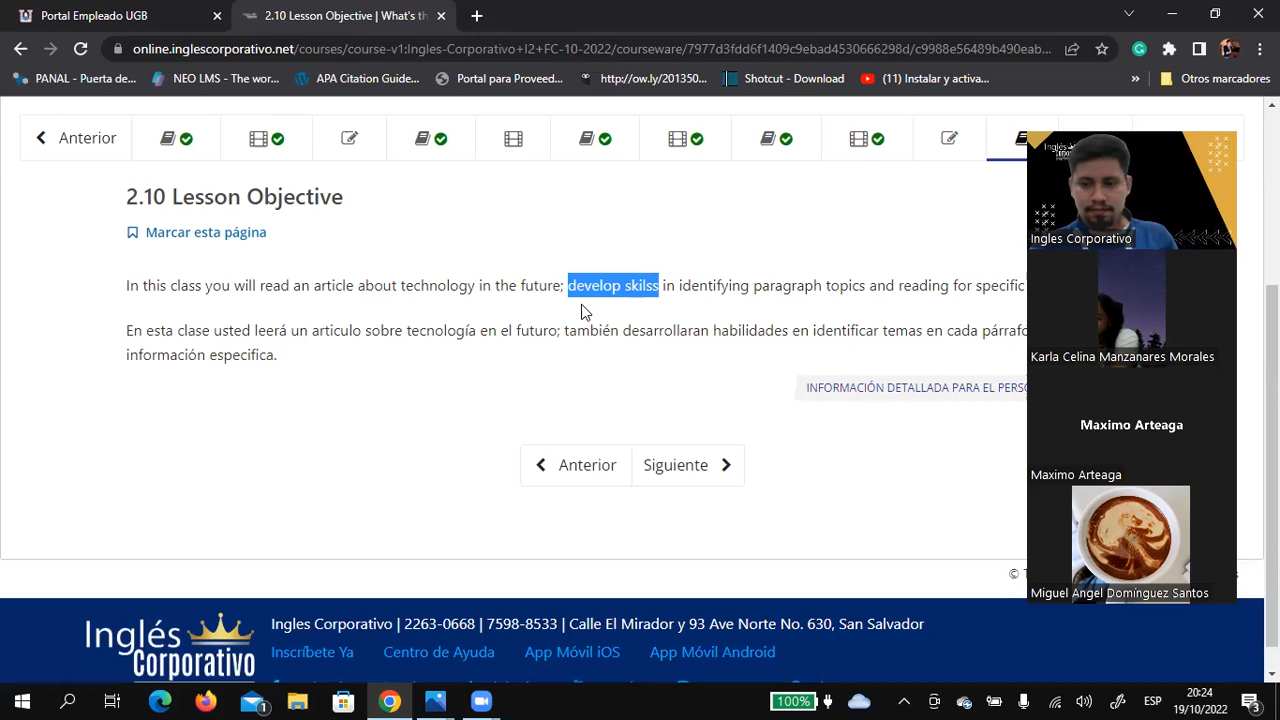 Portal Empleado UGB
2.10 Lesson Objective | What's th
online.inglescorporativo.net/courses/course-v1:Ingles-Corporativo+I2+FC-10-2022/courseware/7977d3fdd6f1409c9ebad4530666298d/c9988e56489b490eab...
PANAL - Puerta de...
NEO LMS - The wor...
APA Citation Guide...
Portal para Proveed...
http://ow.ly/201350...
Shotcut - Download
(11) Instalar y activa...
»
Otros marcadores
Anterior
2.10 Lesson Objective
Marcar esta página
In this class you will read an article about technology in the future; develop skilss in identifying paragraph topics and reading for specific
En esta clase usted leerá un articulo sobre tecnología en el futuro; también desarrollaran habilidades en identificar temas en cada párrafo
información especifica.
INFORMACIÓN DETALLADA PARA EL PERSO
Anterior
Siguiente
Inglés
Ingles Corporativo
Karla Celina Manzanares Morales
Maximo Arteaga
Maximo Arteaga
Miguel Angel Domínguez Santos
©
Inglés
Corporativo
Ingles Corporativo | 2263-0668 | 7598-8533 | Calle El Mirador y 93 Ave Norte No. 630, San Salvador
Inscríbete Ya
Centro de Ayuda
App Móvil iOS
App Móvil Android
1
100%
ESP
20:24
19/10/2022
3